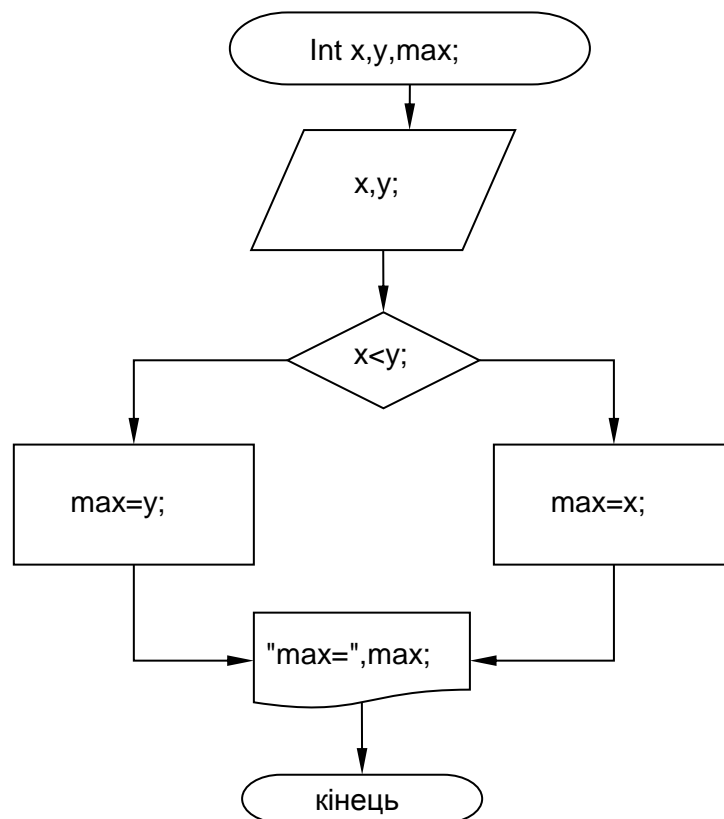 Int x,y,max;
x,y;
x<y;
max=y;
max=x;
"max=",max;
кінець